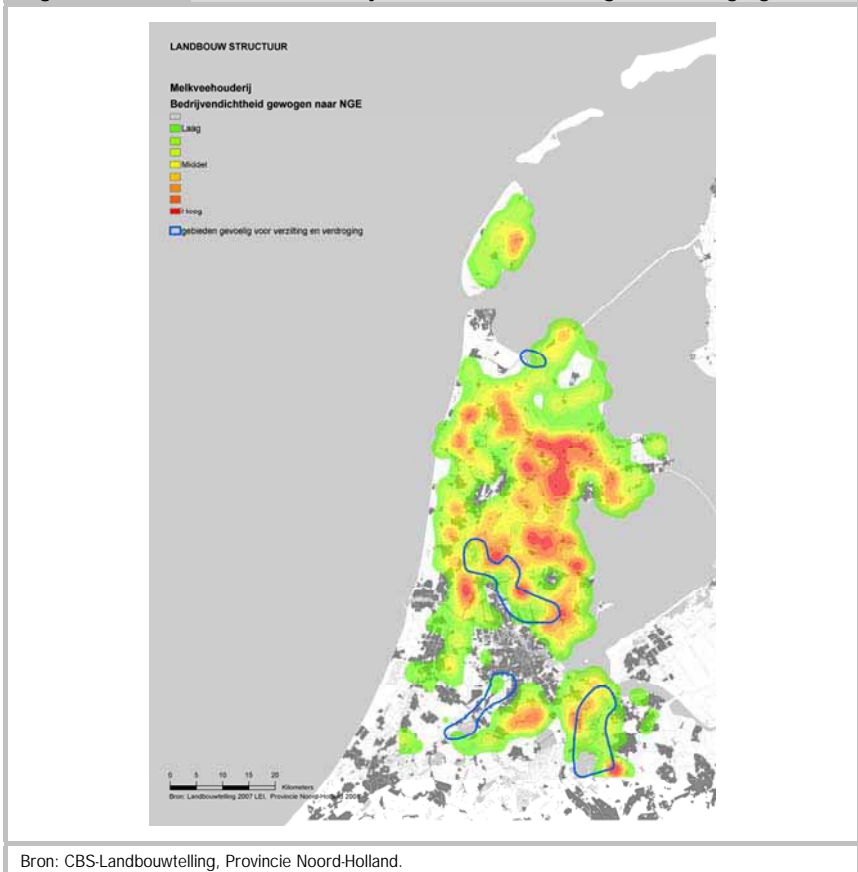 LANDBOUW STRUCTUUR
Melkveehouderij
Bedrijvendichtheid gewogen naar NGE
Laag
Middel
Hoog
gebieden gevoelig voor verzilting en verdroging
0 5 10 15 20
Kilometers
Bron: Landbouwtelling 2007 LEI, Provincie Noord-Holland
Bron: CBS-Landbouwtelling, Provincie Noord-Holland.